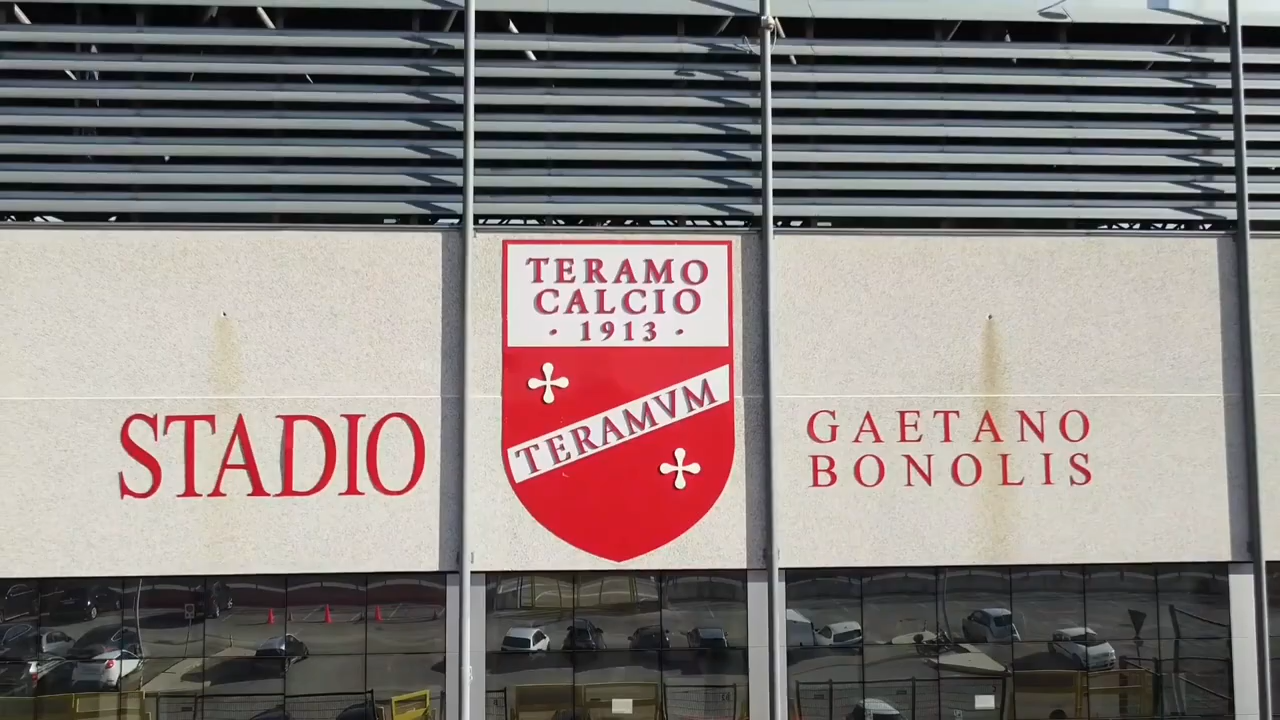 STADIO
TERAMO
CALCIO
· 1913 ·
TERAMVM
GAETANO
BONOLIS